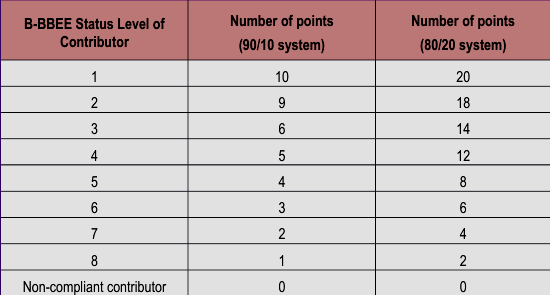 B-BBEE Status Level of Contributor Number of points (90/10 system) Number of points (80/20 system)
1 10 20
2 9 18
3 6 14
4 5 12
5 4 8
6 3 6
7 2 4
8 1 2
Non-compliant contributor 0 0